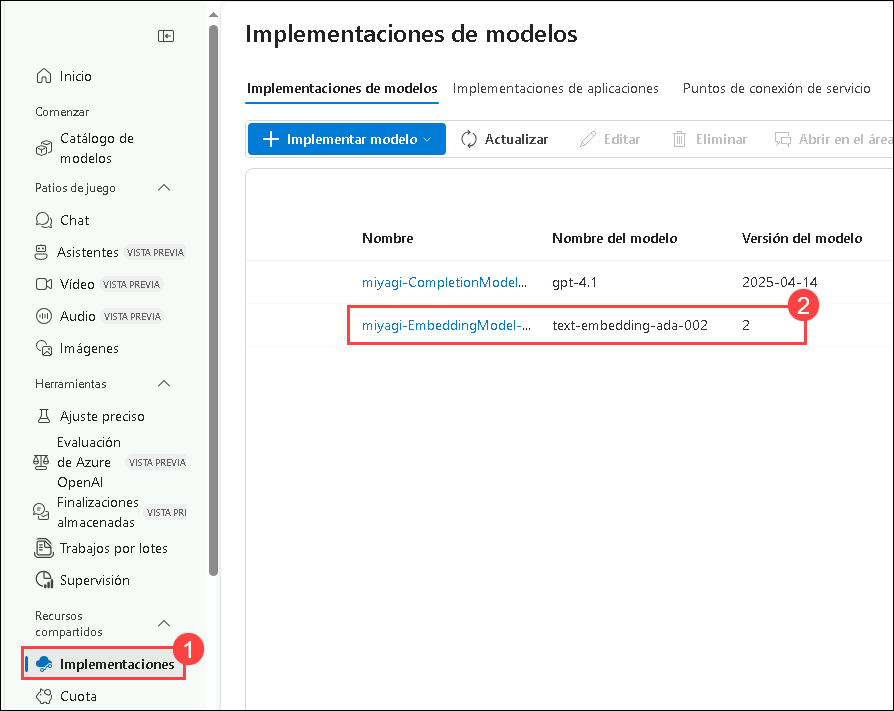 Inicio
Comenzar
Catálogo de
modelos
Patios de juego
Chat
Asistentes VISTA PREVIA
Vídeo VISTA PREVIA
Audio VISTA PREVIA
Imágenes
Herramientas
Ajuste preciso
Evaluación
de Azure VISTA PREVIA
OpenAI
Finalizaciones
almacenadas VISTA PRI
Trabajos por lotes
Supervisión
Recursos
compartidos
1
Implementaciones
Cuota
Implementaciones de modelos
Implementaciones de modelos Implementaciones de aplicaciones Puntos de conexión de servicio
Implementar modelo Actualizar Editar Eliminar Abrir en el área
Nombre Nombre del modelo Versión del modelo
miyagi-CompletionModel... gpt-4.1 2025-04-14
2
miyagi-EmbeddingModel-... text-embedding-ada-002 2